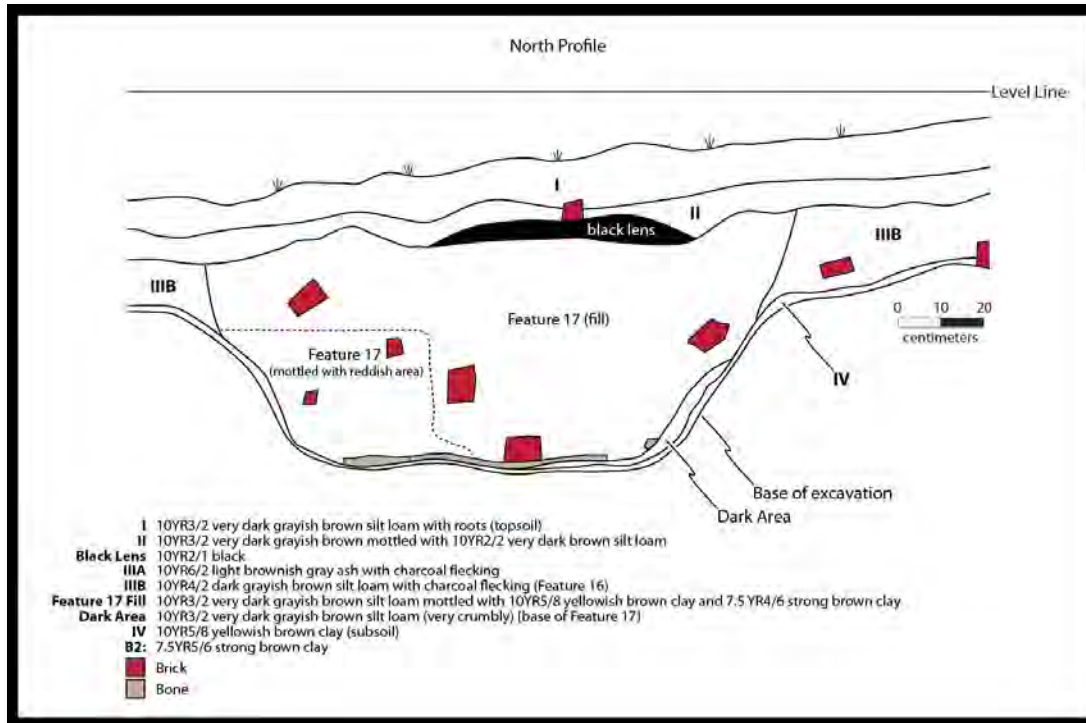 North Profile
Level Line
I
II
black lens
IIIB
IIIB
Feature 17 (fill)
0 10 20
centimeters
Feature 17
(mottled with reddish area)
IV
Base of excavation
Dark Area
I 10YR3/2 very dark grayish brown silt loam with roots (topsoil)
II 10YR3/2 very dark grayish brown mottled with 10YR2/2 very dark brown silt loam
Black Lens 10YR2/1 black
IIIA 10YR6/2 light brownish gray ash with charcoal flecking
IIIB 10YR4/2 dark grayish brown silt loam with charcoal flecking (Feature 16)
Feature 17 Fill 10YR3/2 very dark grayish brown silt loam mottled with 10YR5/8 yellowish brown clay and 7.5 YR4/6 strong brown clay
Dark Area 10YR3/2 very dark grayish brown silt loam (very crumbly) [base of Feature 17]
IV 10YR5/8 yellowish brown clay (subsoil)
B2: 7.5YR5/6 strong brown clay
Brick
Bone